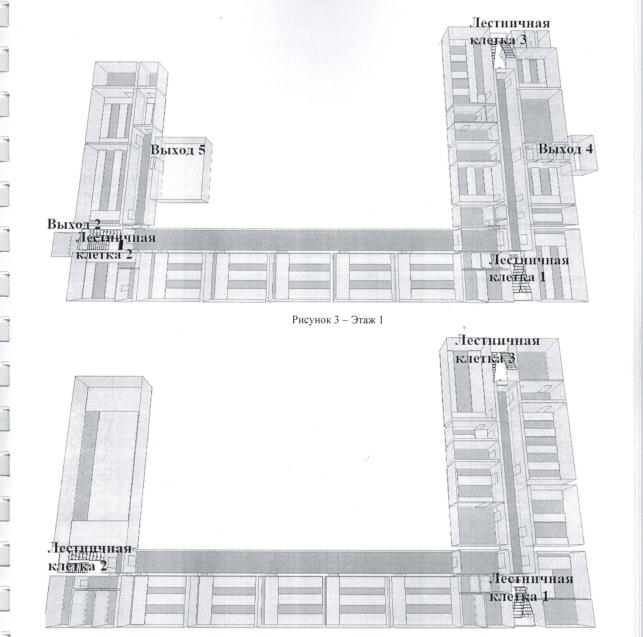 Лестничная
клетка 3
Выход 5
Выход 4
Выход 2
Лестничная
клетка 2
Лестничная
клетка 1
Рисунок 3 – Этаж 1
Лестничная
клетка 3
Лестничная
клетка 2
Лестничная
клетка 1